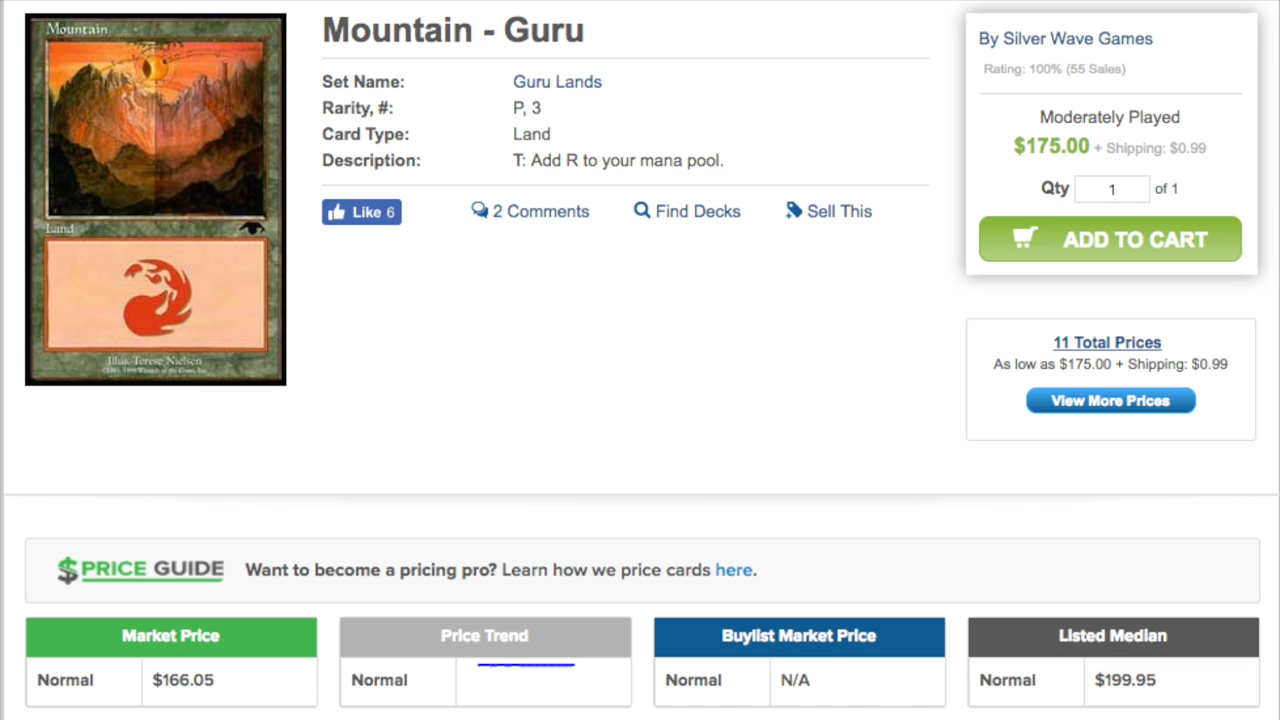 Mountain
Land
Illus. Terese Nielsen
Mountain - Guru
Set Name: Guru Lands
Rarity, #: P, 3
Card Type: Land
Description: T: Add R to your mana pool.
Like 6
2 Comments
Find Decks
Sell This
By Silver Wave Games
Rating: 100% (55 Sales)
Moderately Played
$175.00 + Shipping: $0.99
Qty 1 of 1
ADD TO CART
11 Total Prices
As low as $175.00 + Shipping: $0.99
View More Prices
$PRICE GUIDE Want to become a pricing pro? Learn how we price cards here.
Market Price
Normal $166.05
Price Trend
Normal
Buylist Market Price
Normal N/A
Listed Median
Normal $199.95